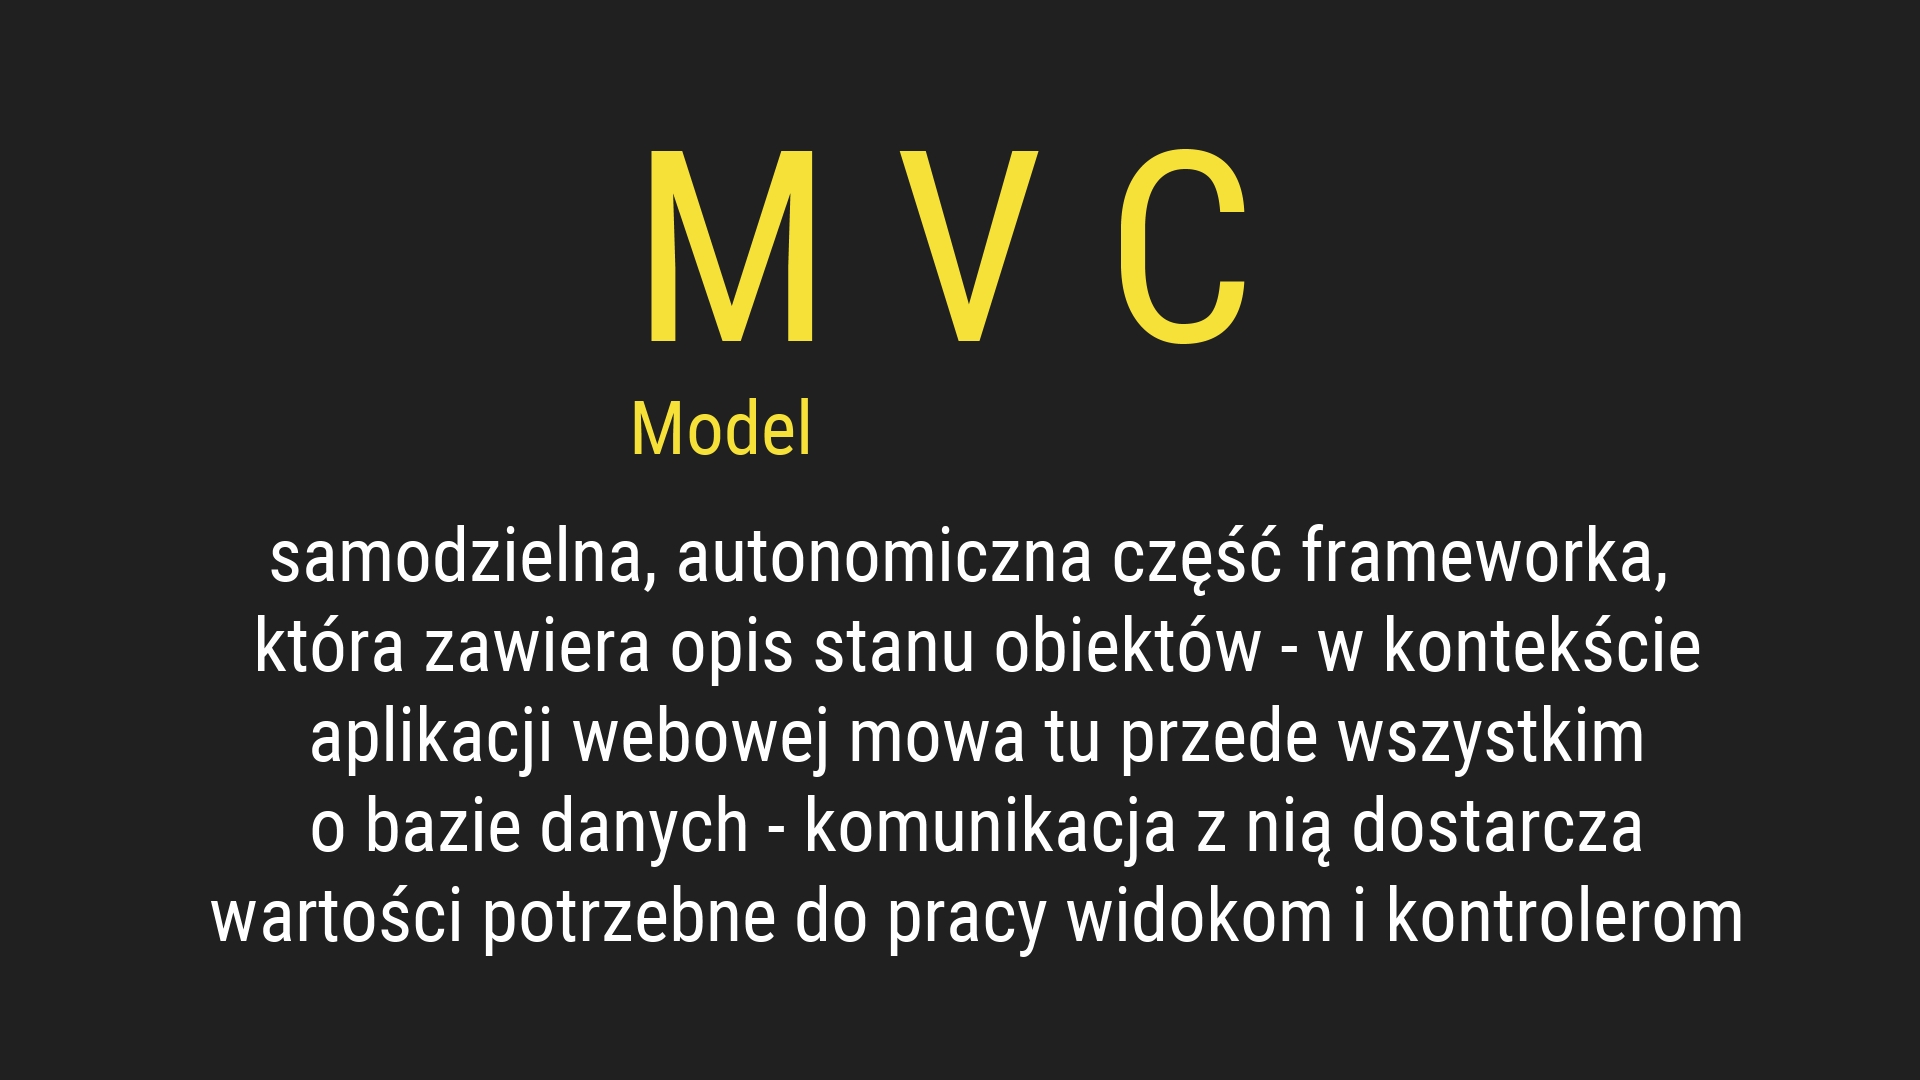 M V C
Model
samodzielna, autonomiczna część frameworka,
która zawiera opis stanu obiektów - w kontekście
aplikacji webowej mowa tu przede wszystkim
o bazie danych - komunikacja z nią dostarcza
wartości potrzebne do pracy widokom i kontrolerom